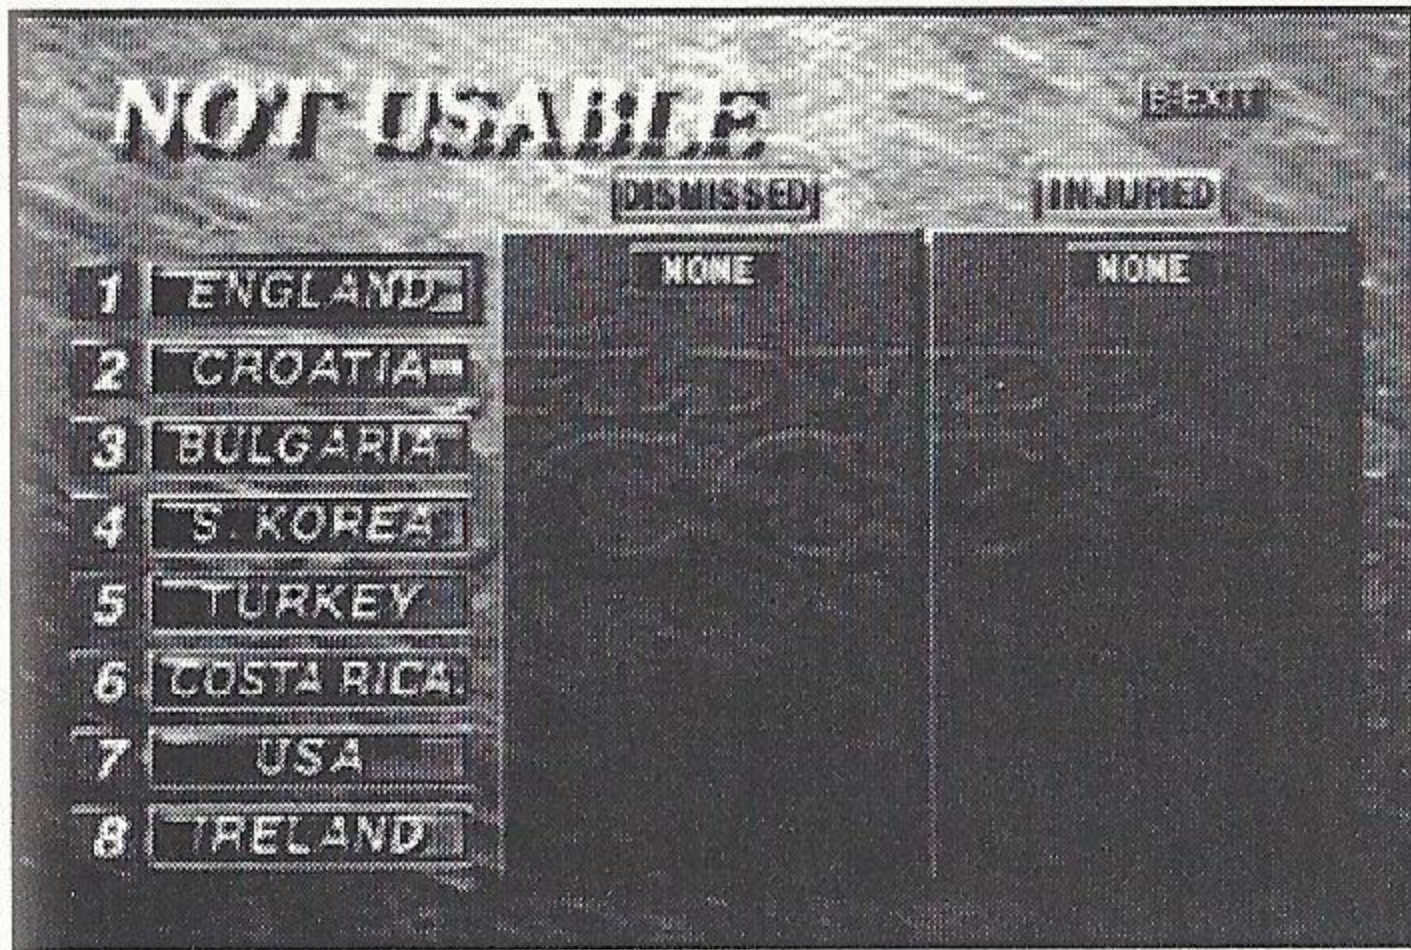 NOT USABLE
B-EXIT
DISMISSED INJURED
NONE NONE
1 ENGLAND
2 CROATIA
3 BULGARIA
4 S. KOREA
5 TURKEY
6 COSTA RICA.
7 USA
8 IRELAND